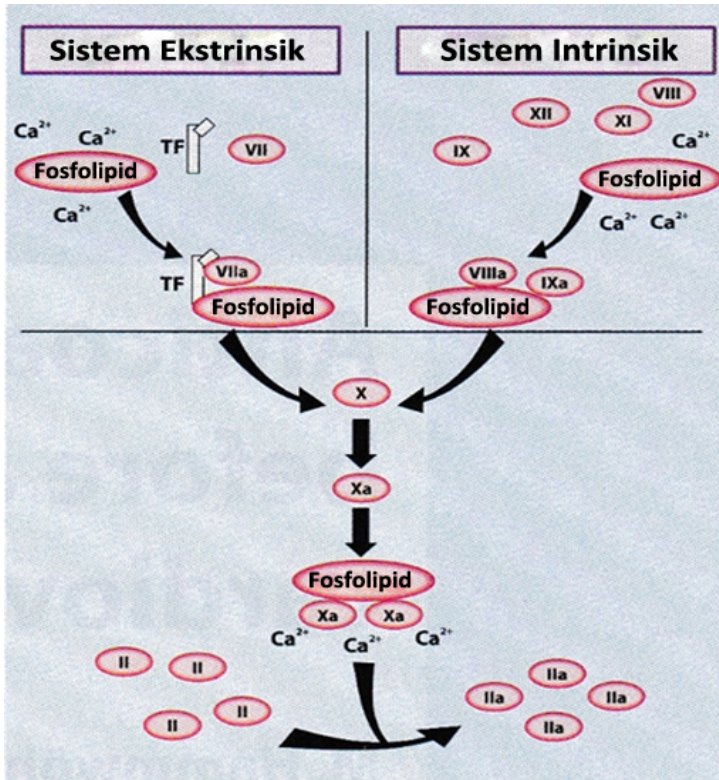 Sistem Ekstrinsik
Ca²⁺
Ca²⁺
TF
VII
Fosfolipid
Ca²⁺
TF
VIIa
Fosfolipid
Sistem Intrinsik
VIII
XII
XI
IX
Ca²⁺
Fosfolipid
Ca²⁺ Ca²⁺
VIIIa
IXa
Fosfolipid
X
Xa
Fosfolipid
Xa Xa
Ca²⁺ Ca²⁺ Ca²⁺
II
II
II
II
IIa
IIa
IIa
IIa